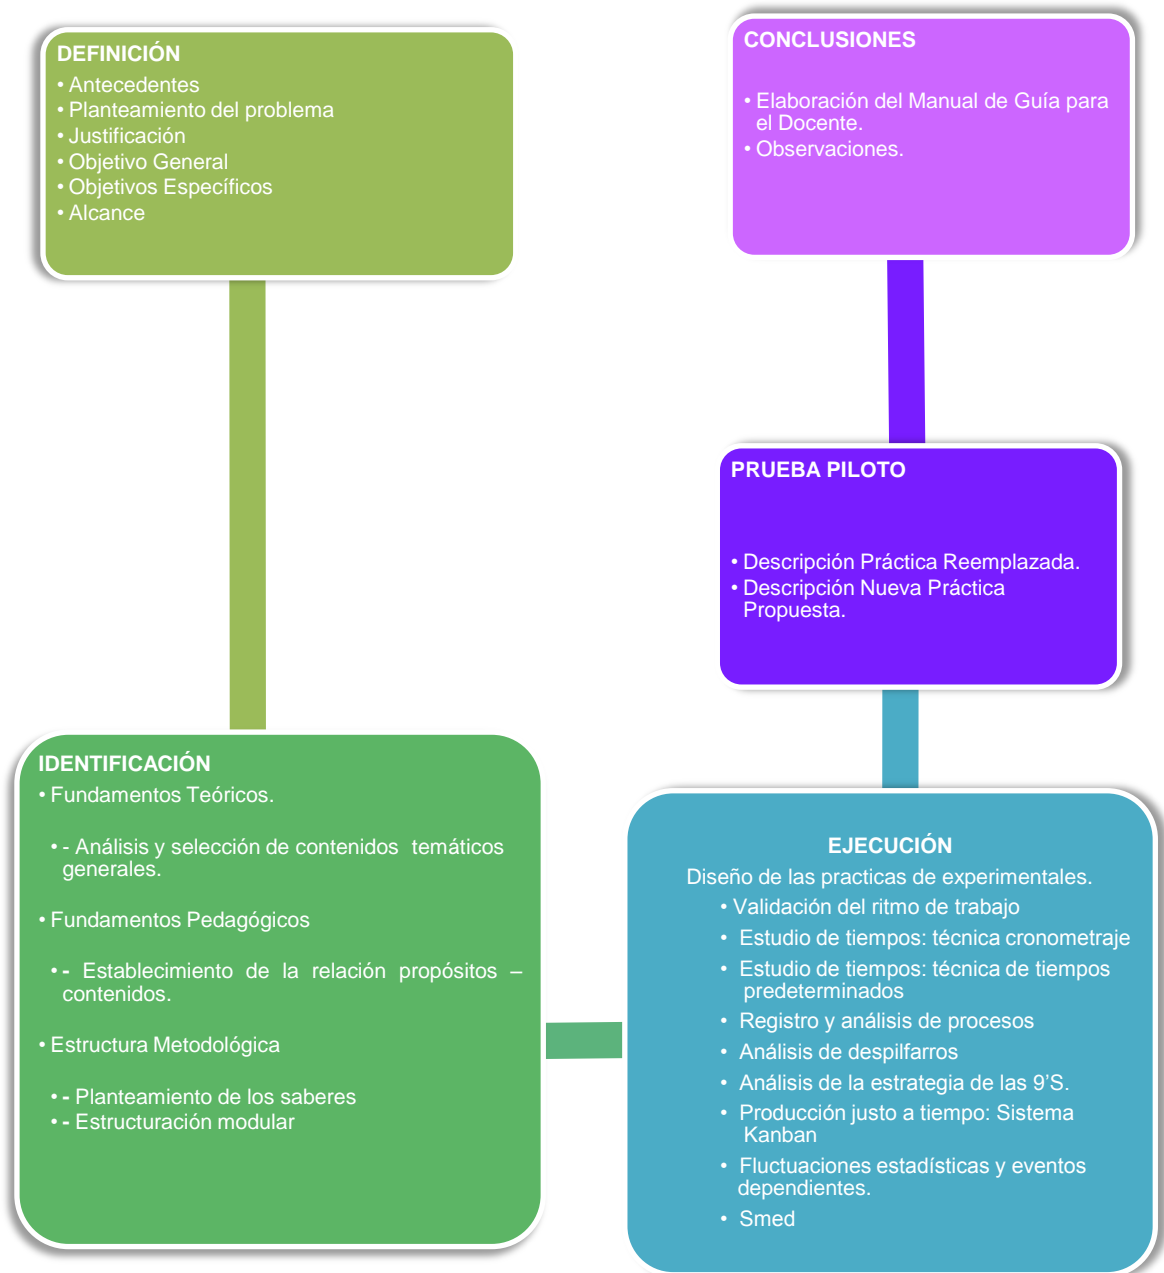 DEFINICIÓN
• Antecedentes
• Planteamiento del problema
• Justificación
• Objetivo General
• Objetivos Específicos
• Alcance
IDENTIFICACIÓN
• Fundamentos Teóricos.
• - Análisis y selección de contenidos temáticos
generales.
• Fundamentos Pedagógicos
• - Establecimiento de la relación propósitos –
contenidos.
• Estructura Metodológica
• - Planteamiento de los saberes
• - Estructuración modular
EJECUCIÓN
Diseño de las practicas de experimentales.
• Validación del ritmo de trabajo
• Estudio de tiempos: técnica cronometraje
• Estudio de tiempos: técnica de tiempos
predeterminados
• Registro y análisis de procesos
• Análisis de despilfarros
• Análisis de la estrategia de las 9’S.
• Producción justo a tiempo: Sistema
Kanban
• Fluctuaciones estadísticas y eventos
dependientes.
• Smed
PRUEBA PILOTO
• Descripción Práctica Reemplazada.
• Descripción Nueva Práctica
Propuesta.
CONCLUSIONES
• Elaboración del Manual de Guía para
el Docente.
• Observaciones.